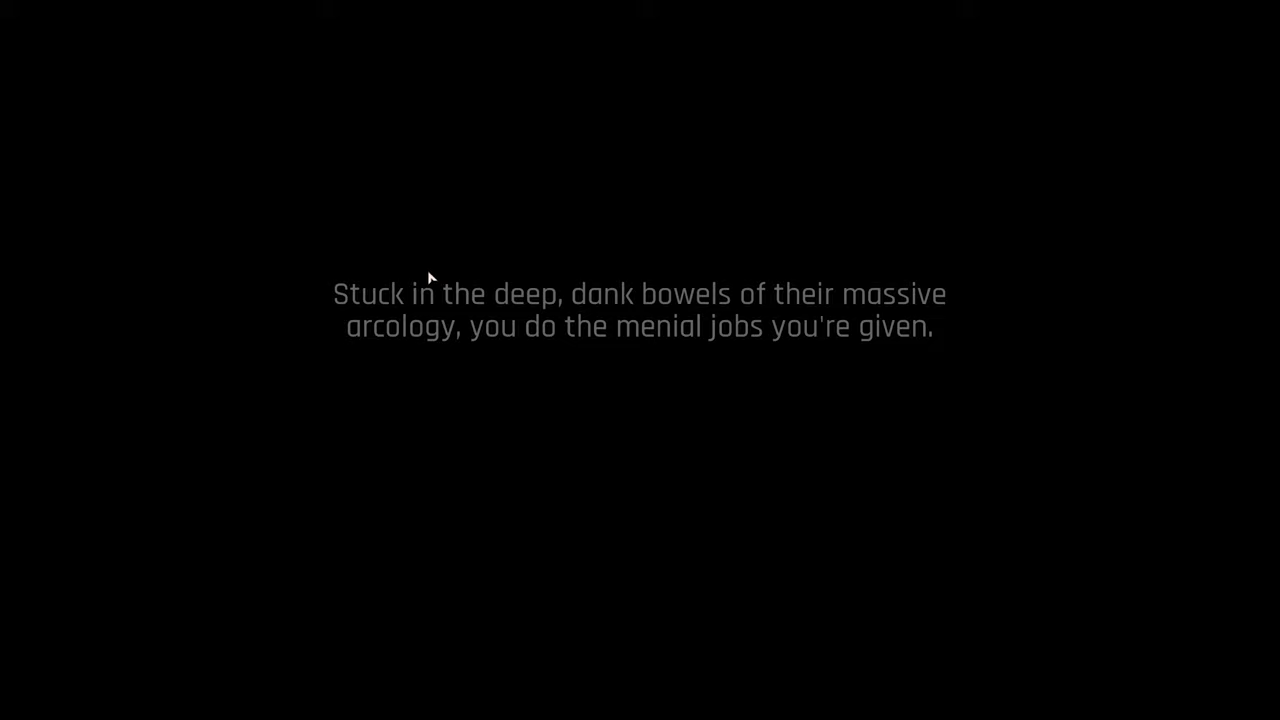 Stuck in the deep, dank bowels of their massive
arcology, you do the menial jobs you're given.